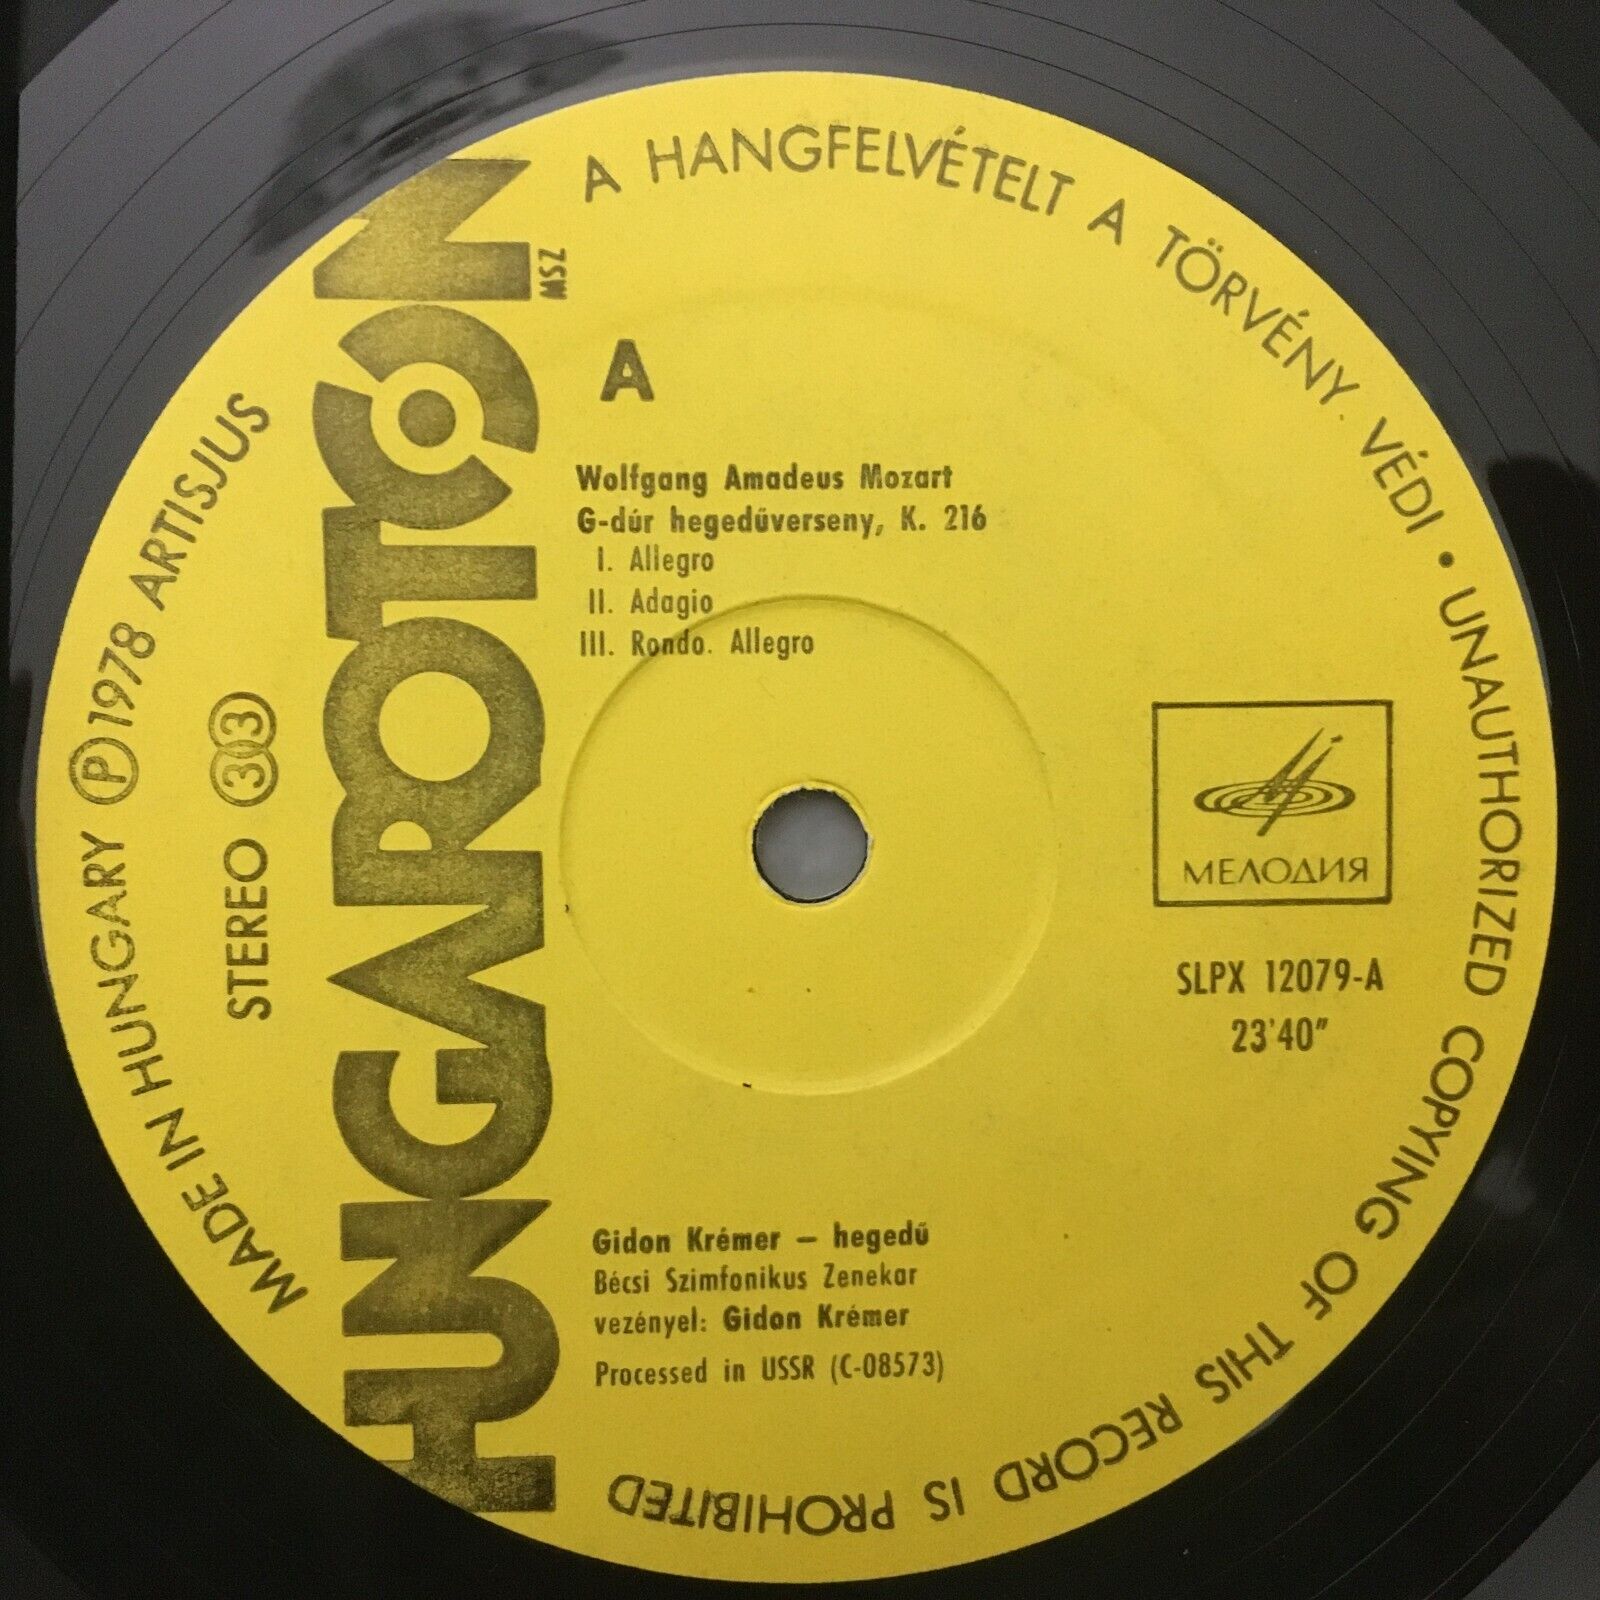 A HANGFELVÉTELT A TÖRVÉNY VÉDI • UNAUTHORIZED COPYING OF THIS RECORD IS PROHIBITED
MADE IN HUNGARY Ⓟ 1978 ARTISJUS
STEREO 33
HUNGAROTON
MSZ
A
Wolfgang Amadeus Mozart
G-dúr hegedűverseny, K. 216
I. Allegro
II. Adagio
III. Rondo. Allegro
МЕЛОДИЯ
SLPX 12079-A
23'40"
Gidon Krémer – hegedű
Bécsi Szimfonikus Zenekar
vezényel: Gidon Krémer
Processed in USSR (C-08573)